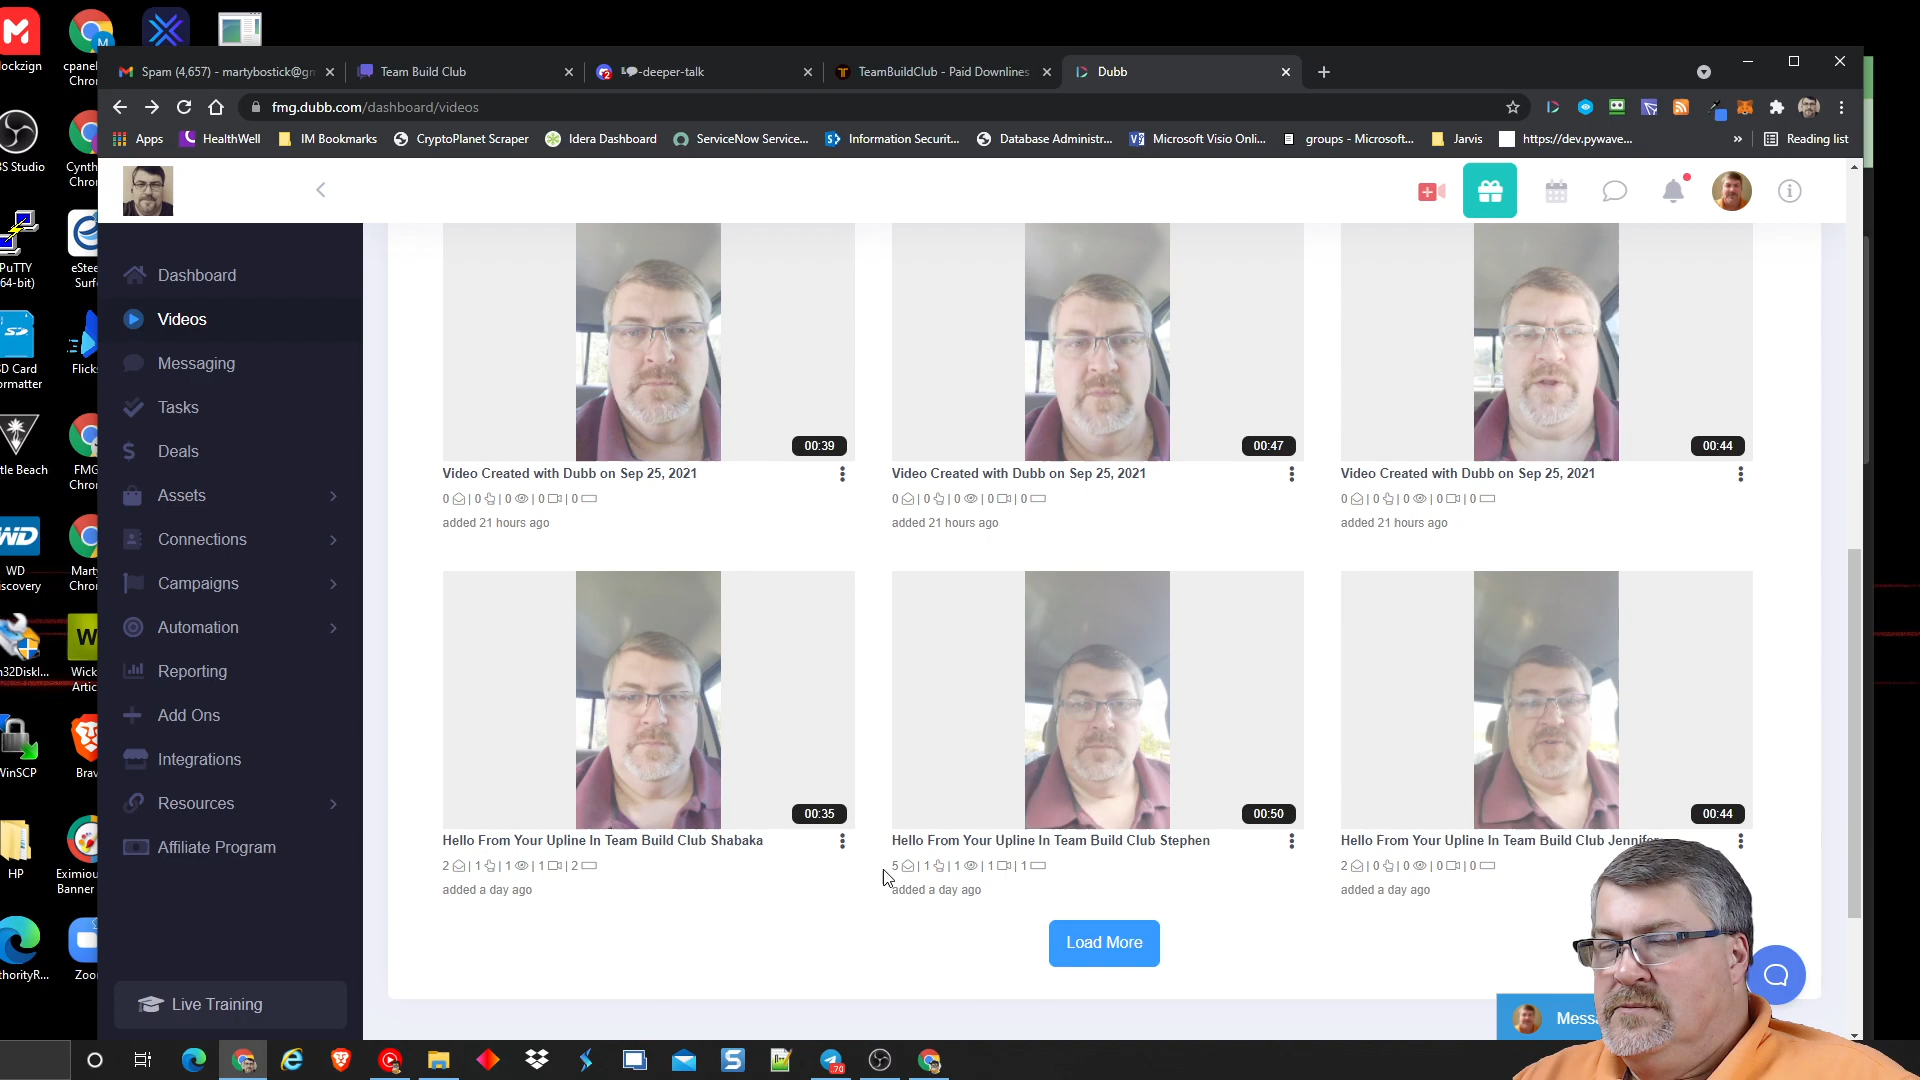 ockzign
cpane
Chro
Spam (4,657) - martybostick@gm
Team Build Club
-deeper-talk
TeamBuildClub - Paid Downlines
Dubb
fmg.dubb.com/dashboard/videos
Apps
HealthWell
IM Bookmarks
CryptoPlanet Scraper
Idera Dashboard
ServiceNow Service...
Information Securit...
Database Administr...
Microsoft Visio Onli...
groups - Microsoft...
Jarvis
https://dev.pywave...
»
Reading list
BS Studio
Cynth
Chro
PuTTY
64-bit)
eStee
Surf
D Card
ormatter
Flicks
tle Beach
FMG
Chro
WD
iscovery
Mart
Chro
n32DiskI...
Wick
Artic
WinSCP
Brav
HP
Eximiou
Banner
thorityR...
Zoo
Dashboard
Videos
Messaging
Tasks
Deals
Assets
Connections
Campaigns
Automation
Reporting
Add Ons
Integrations
Resources
Affiliate Program
Live Training
00:39
00:47
00:44
Video Created with Dubb on Sep 25, 2021
Video Created with Dubb on Sep 25, 2021
Video Created with Dubb on Sep 25, 2021
0 | 0 | 0 | 0 | 0
0 | 0 | 0 | 0 | 0
0 | 0 | 0 | 0 | 0
added 21 hours ago
added 21 hours ago
added 21 hours ago
00:35
00:50
00:44
Hello From Your Upline In Team Build Club Shabaka
Hello From Your Upline In Team Build Club Stephen
Hello From Your Upline In Team Build Club Jennife
2 | 1 | 1 | 1 | 2
5 | 1 | 1 | 1 | 1
2 | 0 | 0 | 0 | 0
added a day ago
added a day ago
added a day ago
Load More
Mess